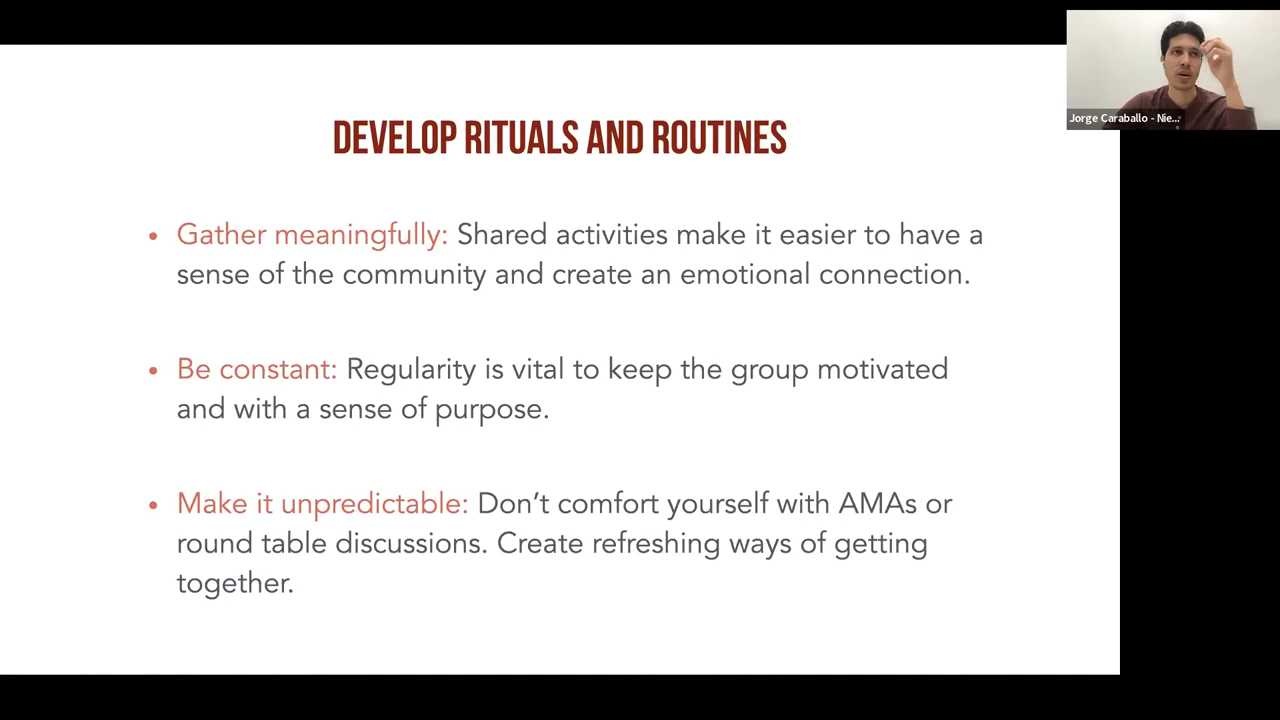 DEVELOP RITUALS AND ROUTINES
• Gather meaningfully: Shared activities make it easier to have a
sense of the community and create an emotional connection.
• Be constant: Regularity is vital to keep the group motivated
and with a sense of purpose.
• Make it unpredictable: Don’t comfort yourself with AMAs or
round table discussions. Create refreshing ways of getting
together.
Jorge Caraballo - Nie...